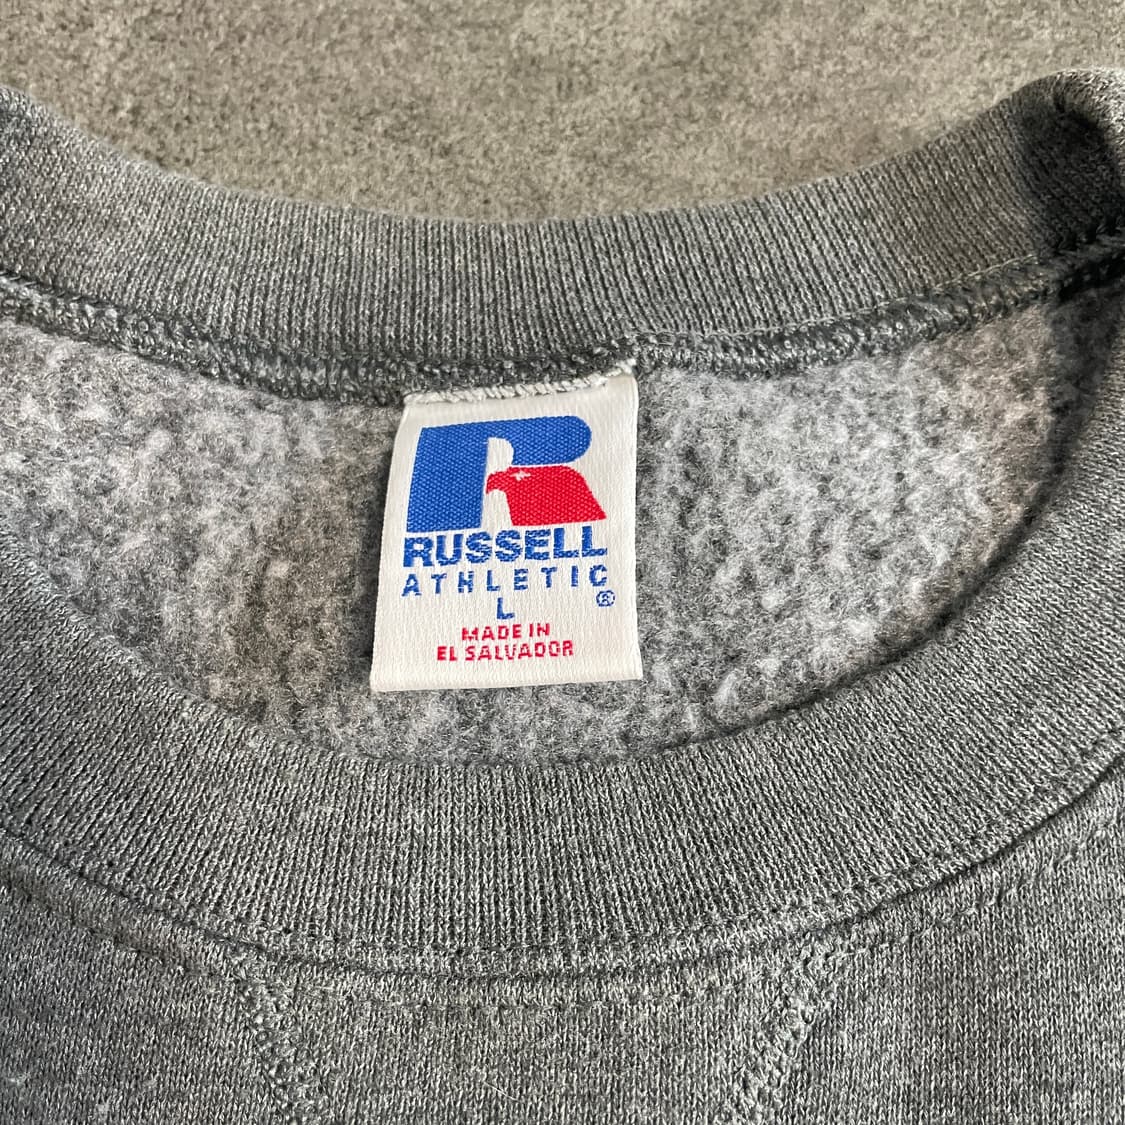 RUSSELL
ATHLETIC
®
L
MADE IN
EL SALVADOR